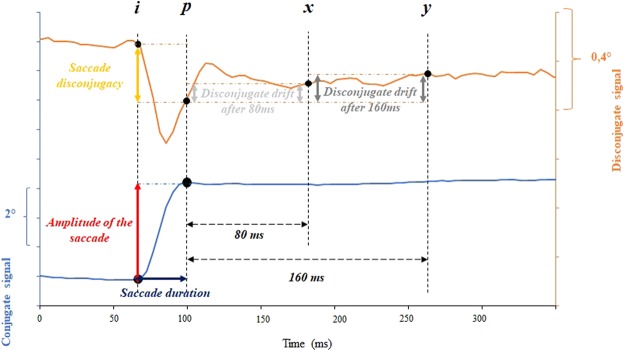 i p x y
Saccade
disconjugacy
Disconjugate drift
after 80ms
Disconjugate drift
after 160ms
0,4°
Disconjugate signal
2°
Conjugate signal
Amplitude of the
saccade
80 ms
160 ms
Saccade duration
0 50 100 150 200 250 300
Time (ms)